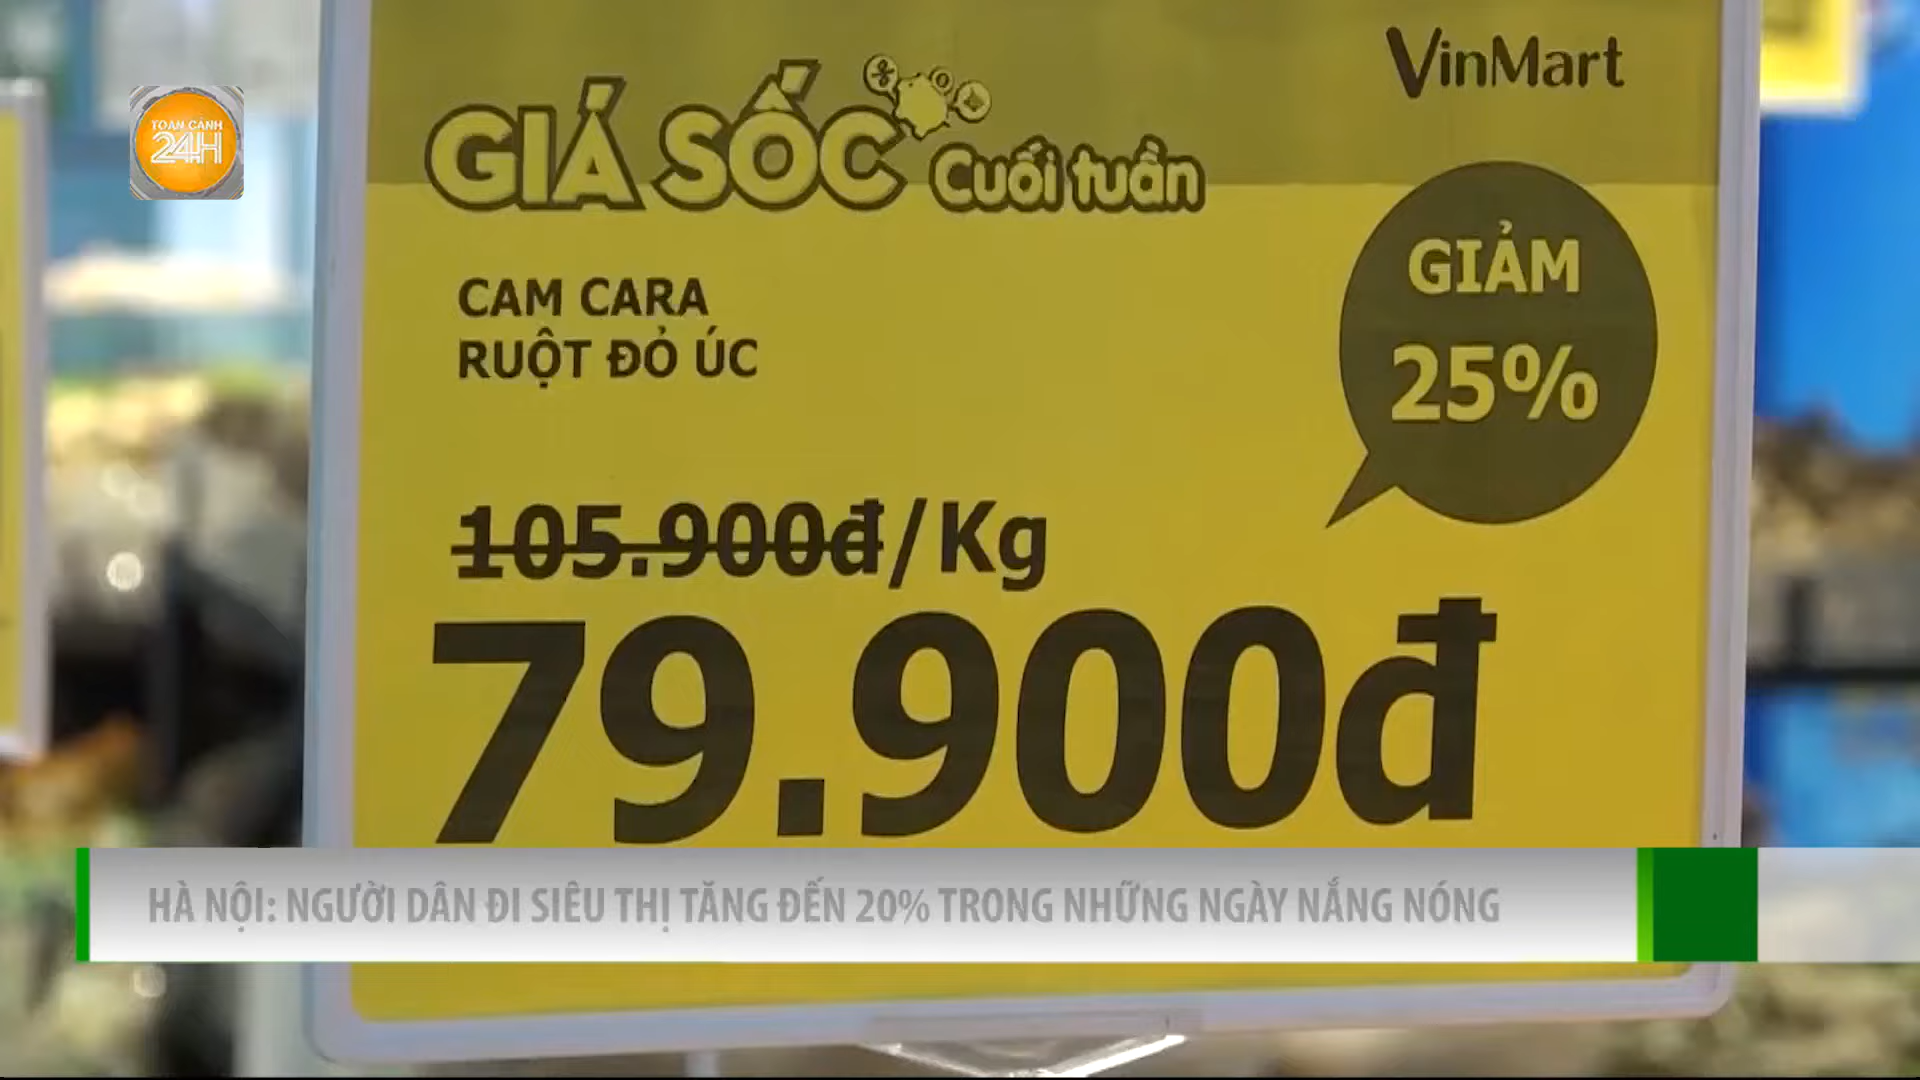 VinMart
TOÀN CẢNH
24H
GIÁ SỐC Cuối tuần
GIẢM
25%
CAM CARA
RUỘT ĐỎ ÚC
105.900đ/Kg
79.900đ
HÀ NỘI: NGƯỜI DÂN ĐI SIÊU THỊ TĂNG ĐẾN 20% TRONG NHỮNG NGÀY NẮNG NÓNG